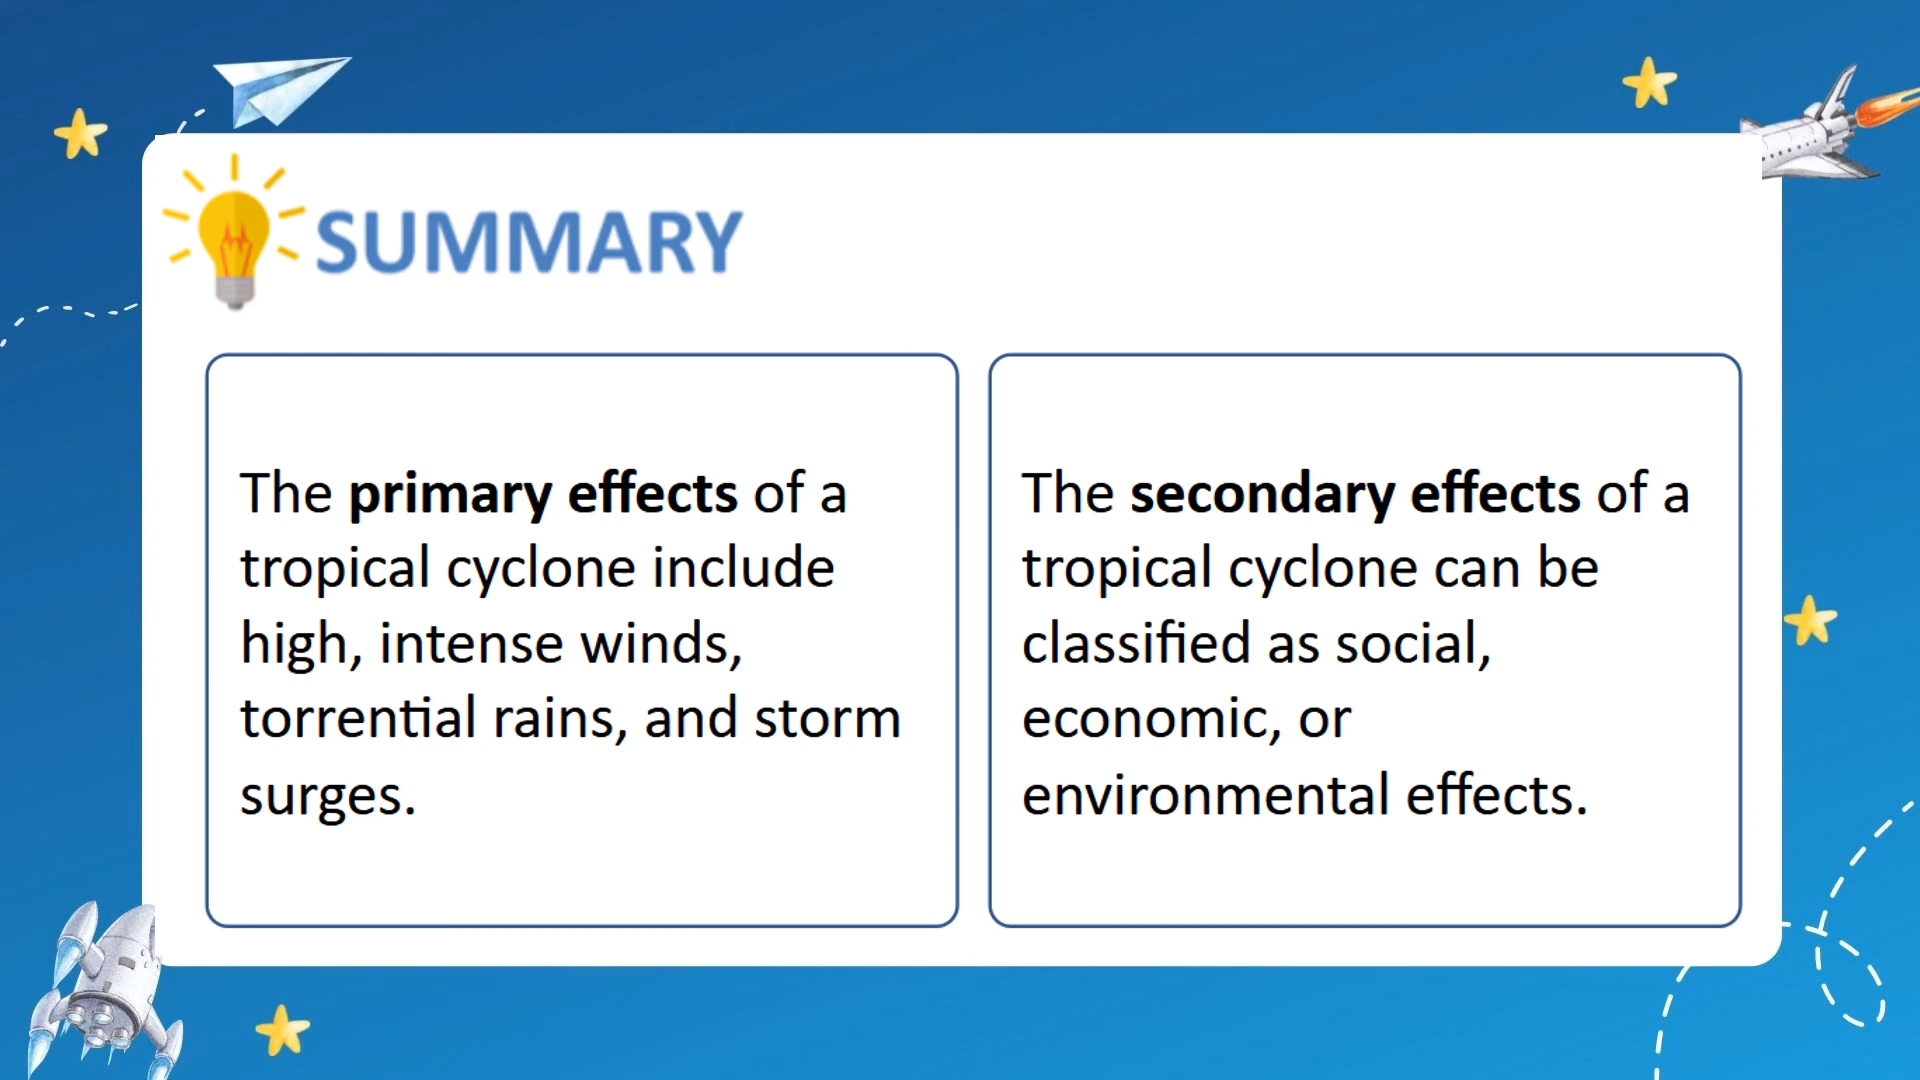 SUMMARY
The primary effects of a
tropical cyclone include
high, intense winds,
torrential rains, and storm
surges.
The secondary effects of a
tropical cyclone can be
classified as social,
economic, or
environmental effects.